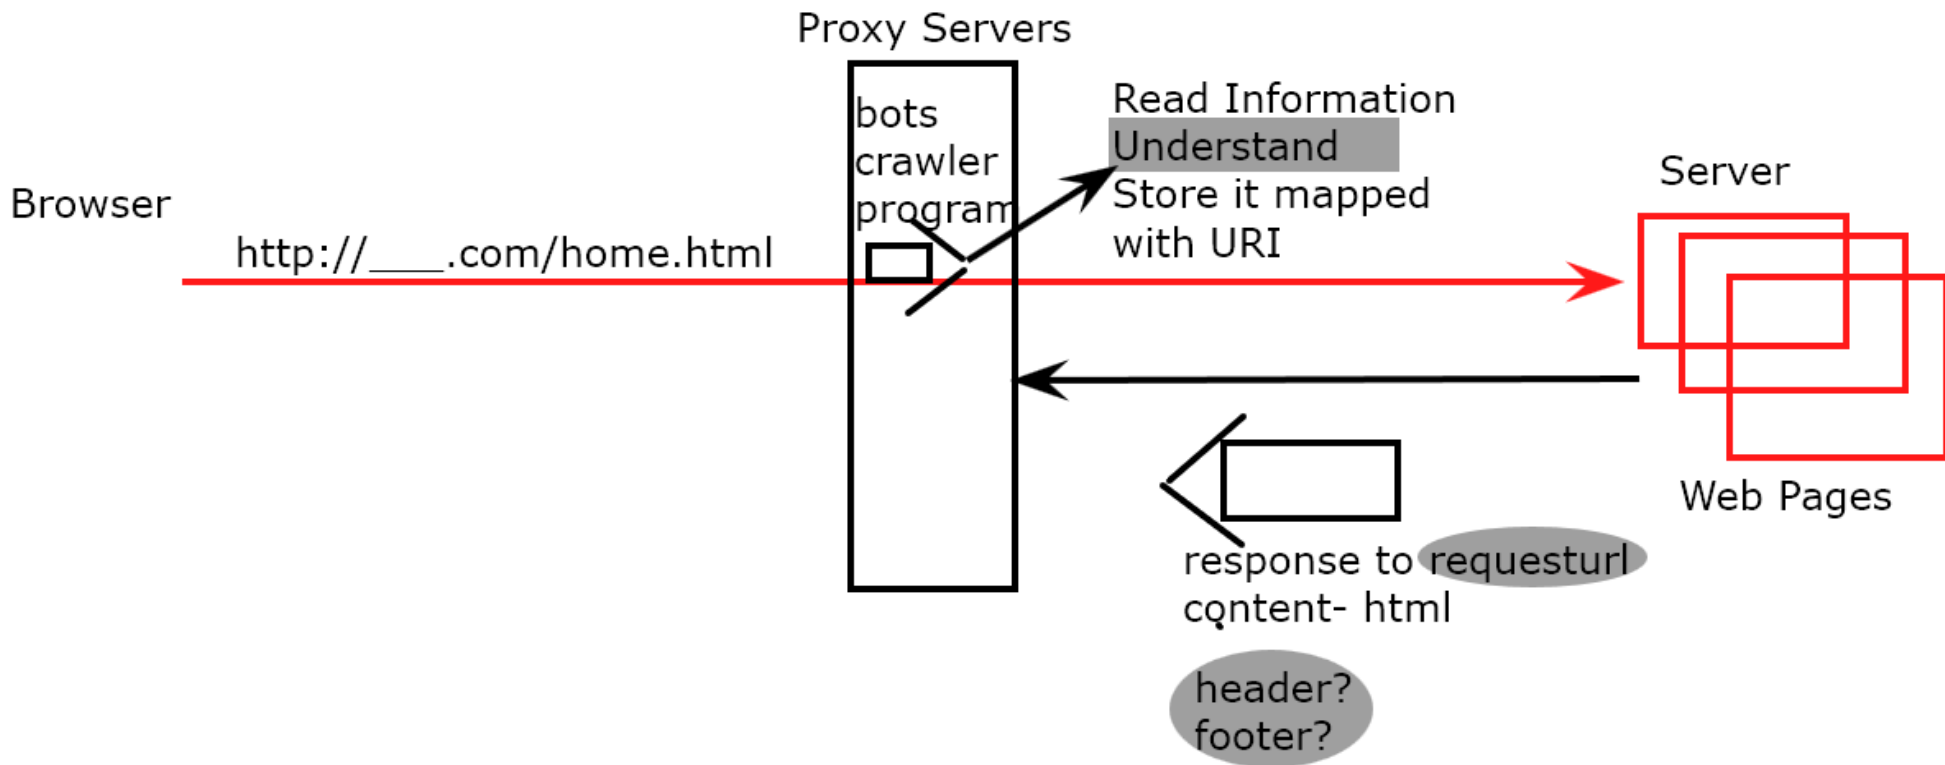 Proxy Servers
bots
crawler
program
Read Information
Understand
Store it mapped
with URI
Server
Browser
http://___.com/home.html
Web Pages
response to requesturl
content- html
header?
footer?